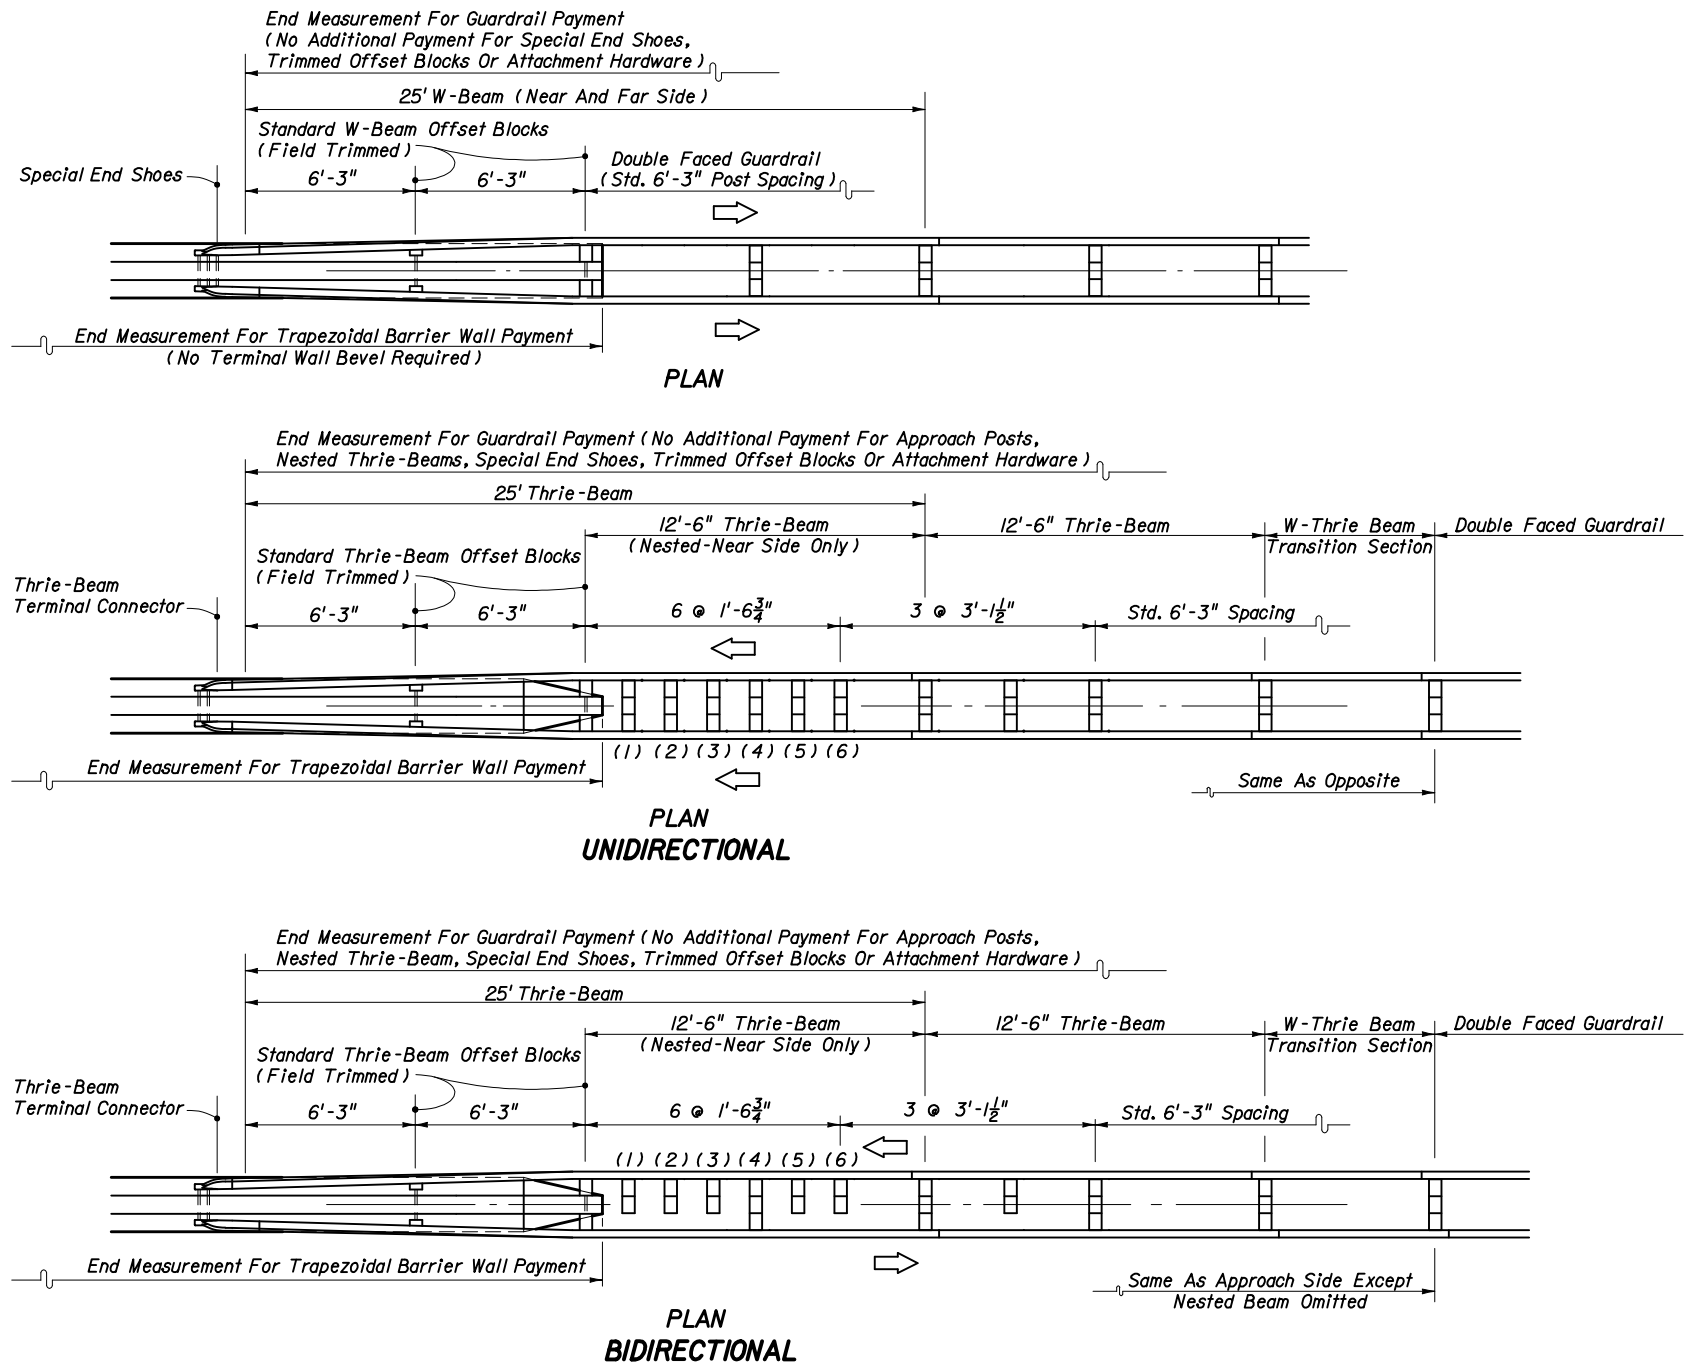 End Measurement For Guardrail Payment
(No Additional Payment For Special End Shoes,
Trimmed Offset Blocks Or Attachment Hardware)
25' W-Beam (Near And Far Side)
Standard W-Beam Offset Blocks
(Field Trimmed)
Double Faced Guardrail
(Std. 6'-3" Post Spacing)
Special End Shoes
6'-3"
6'-3"
End Measurement For Trapezoidal Barrier Wall Payment
(No Terminal Wall Bevel Required)
PLAN
End Measurement For Guardrail Payment (No Additional Payment For Approach Posts,
Nested Thrie-Beams, Special End Shoes, Trimmed Offset Blocks Or Attachment Hardware)
25' Thrie-Beam
12'-6" Thrie-Beam
(Nested-Near Side Only)
12'-6" Thrie-Beam
W-Thrie Beam
Transition Section
Double Faced Guardrail
Standard Thrie-Beam Offset Blocks
(Field Trimmed)
Thrie-Beam
Terminal Connector
6'-3"
6'-3"
6 @ 1'-6 3/4"
3 @ 3'-1 1/2"
Std. 6'-3" Spacing
(1) (2) (3) (4) (5) (6)
End Measurement For Trapezoidal Barrier Wall Payment
Same As Opposite
PLAN
UNIDIRECTIONAL
End Measurement For Guardrail Payment (No Additional Payment For Approach Posts,
Nested Thrie-Beam, Special End Shoes, Trimmed Offset Blocks Or Attachment Hardware)
25' Thrie-Beam
12'-6" Thrie-Beam
(Nested-Near Side Only)
12'-6" Thrie-Beam
W-Thrie Beam
Transition Section
Double Faced Guardrail
Standard Thrie-Beam Offset Blocks
(Field Trimmed)
Thrie-Beam
Terminal Connector
6'-3"
6'-3"
6 @ 1'-6 3/4"
3 @ 3'-1 1/2"
Std. 6'-3" Spacing
(1) (2) (3) (4) (5) (6)
End Measurement For Trapezoidal Barrier Wall Payment
Same As Approach Side Except
Nested Beam Omitted
PLAN
BIDIRECTIONAL